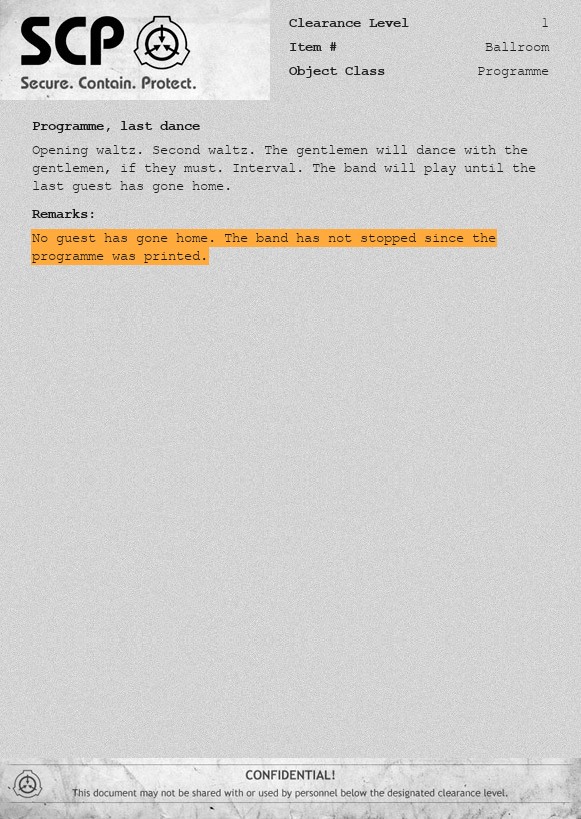 SCP
Secure. Contain. Protect.
Clearance Level 1
Item # Ballroom
Object Class Programme
Programme, last dance
Opening waltz. Second waltz. The gentlemen will dance with the
gentlemen, if they must. Interval. The band will play until the
last guest has gone home.
Remarks:
No guest has gone home. The band has not stopped since the
programme was printed.
CONFIDENTIAL!
This document may not be shared with or used by personnel below the designated clearance level.